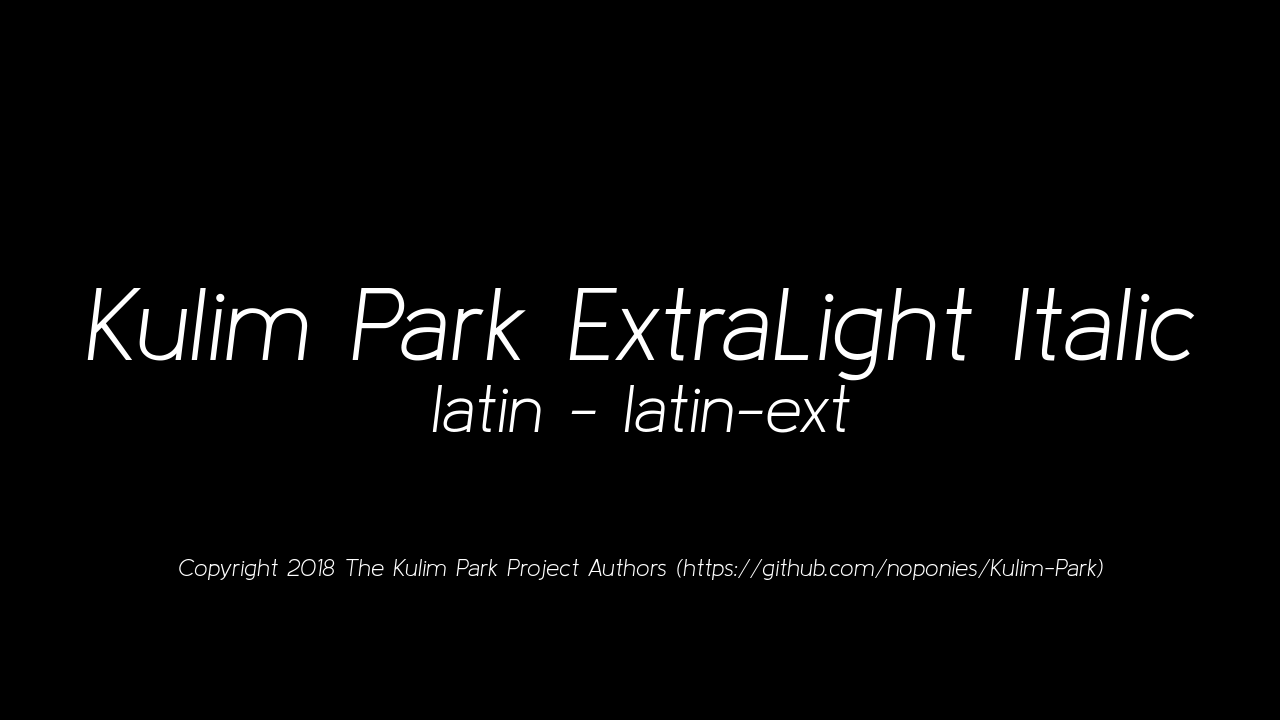 Kulim Park ExtraLight Italic
latin - latin-ext
Copyright 2018 The Kulim Park Project Authors (https://github.com/noponies/Kulim-Park)